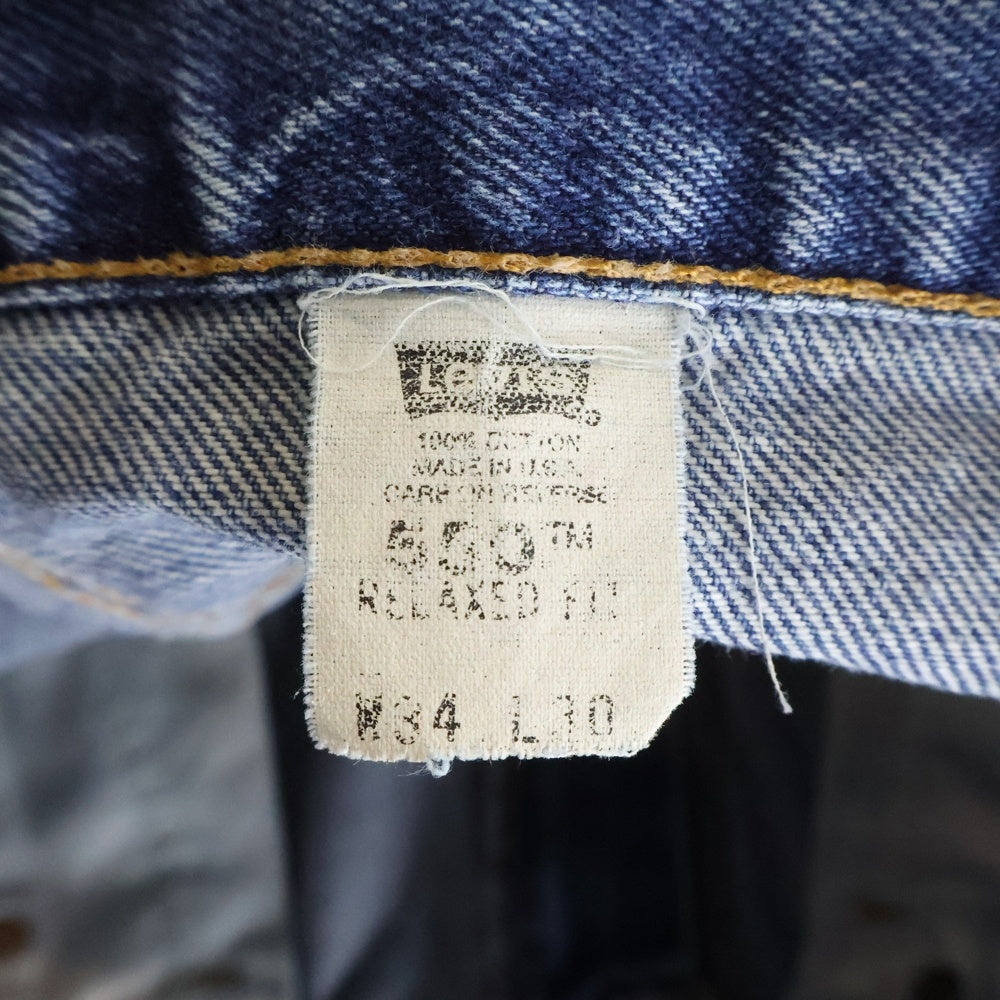 Levi's
100% COTTON
MADE IN U.S.A.
CARE ON REVERSE
550™
RELAXED FIT
W34 L30